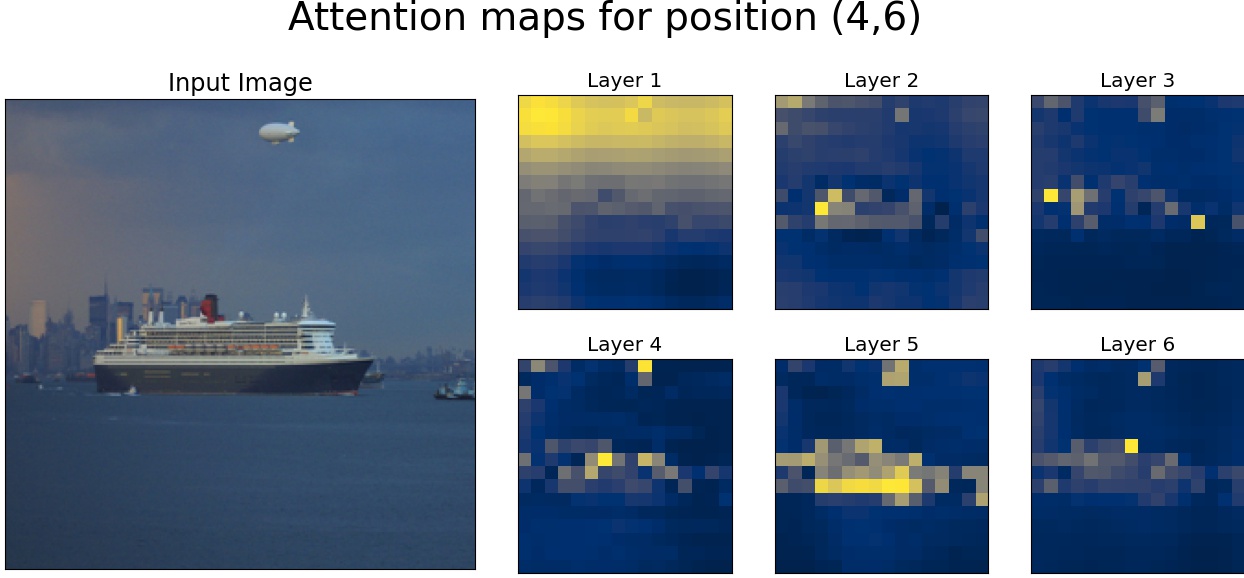 Attention maps for position (4,6)
Input Image
Layer 1
Layer 2
Layer 3
Layer 4
Layer 5
Layer 6